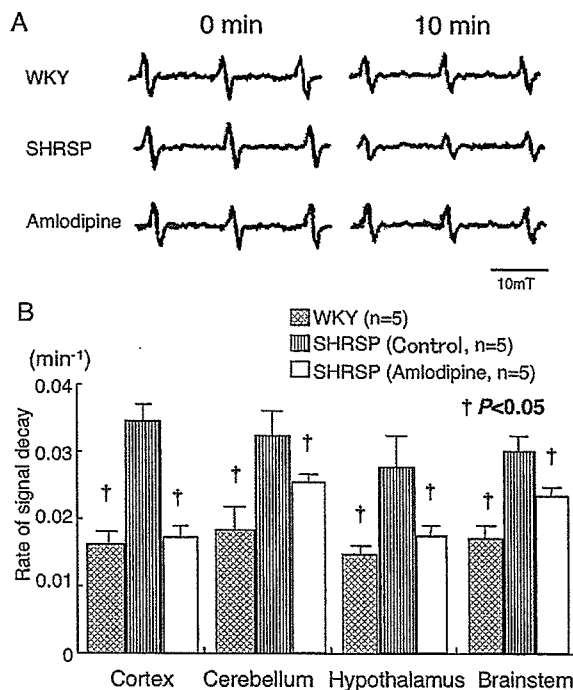 A
0 min 10 min
WKY
SHRSP
Amlodipine
10mT
B
WKY (n=5)
SHRSP (Control, n=5)
SHRSP (Amlodipine, n=5)
† P<0.05
(min⁻¹)
Rate of signal decay
0.04
0.03
0.02
0.01
0
† † † † † † † †
Cortex Cerebellum Hypothalamus Brainstem